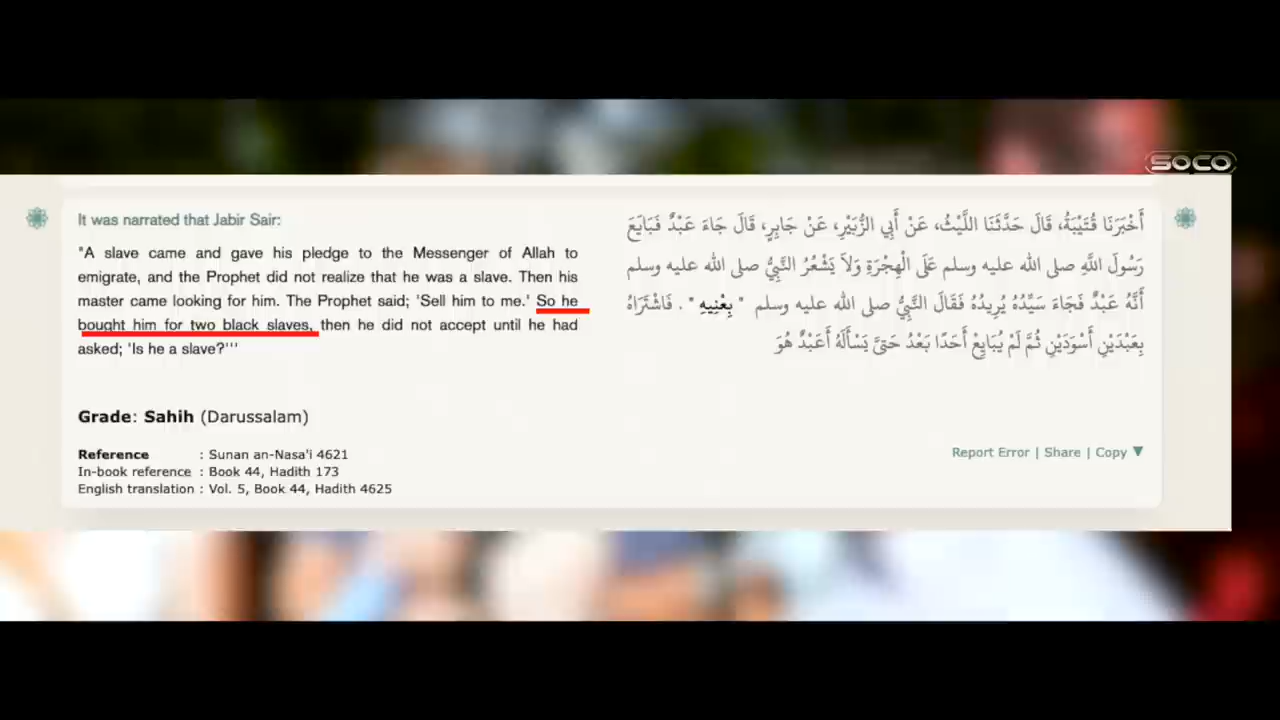 SOCO
It was narrated that Jabir Sair:
"A slave came and gave his pledge to the Messenger of Allah to
emigrate, and the Prophet did not realize that he was a slave. Then his
master came looking for him. The Prophet said; 'Sell him to me.' So he
bought him for two black slaves, then he did not accept until he had
asked; 'Is he a slave?'''
أَخْبَرَنَا قُتَيْبَةُ، قَالَ حَدَّثَنَا اللَّيْثُ، عَنْ أَبِي الزُّبَيْرِ، عَنْ جَابِرٍ، قَالَ جَاءَ عَبْدٌ فَبَايَعَ
رَسُولَ اللَّهِ صلى الله عليه وسلم عَلَى الْهِجْرَةِ وَلاَ يَشْعُرُ النَّبِيُّ صلى الله عليه وسلم
أَنَّهُ عَبْدٌ فَجَاءَ سَيِّدُهُ يُرِيدُهُ فَقَالَ النَّبِيُّ صلى الله عليه وسلم " بِعْنِيهِ " . فَاشْتَرَاهُ
بِعَبْدَيْنِ أَسْوَدَيْنِ ثُمَّ لَمْ يُبَايِعْ أَحَدًا بَعْدُ حَتَّى يَسْأَلَهُ أَعَبْدٌ هُوَ
Grade: Sahih (Darussalam)
Reference : Sunan an-Nasa'i 4621
In-book reference : Book 44, Hadith 173
English translation : Vol. 5, Book 44, Hadith 4625
Report Error | Share | Copy ▼